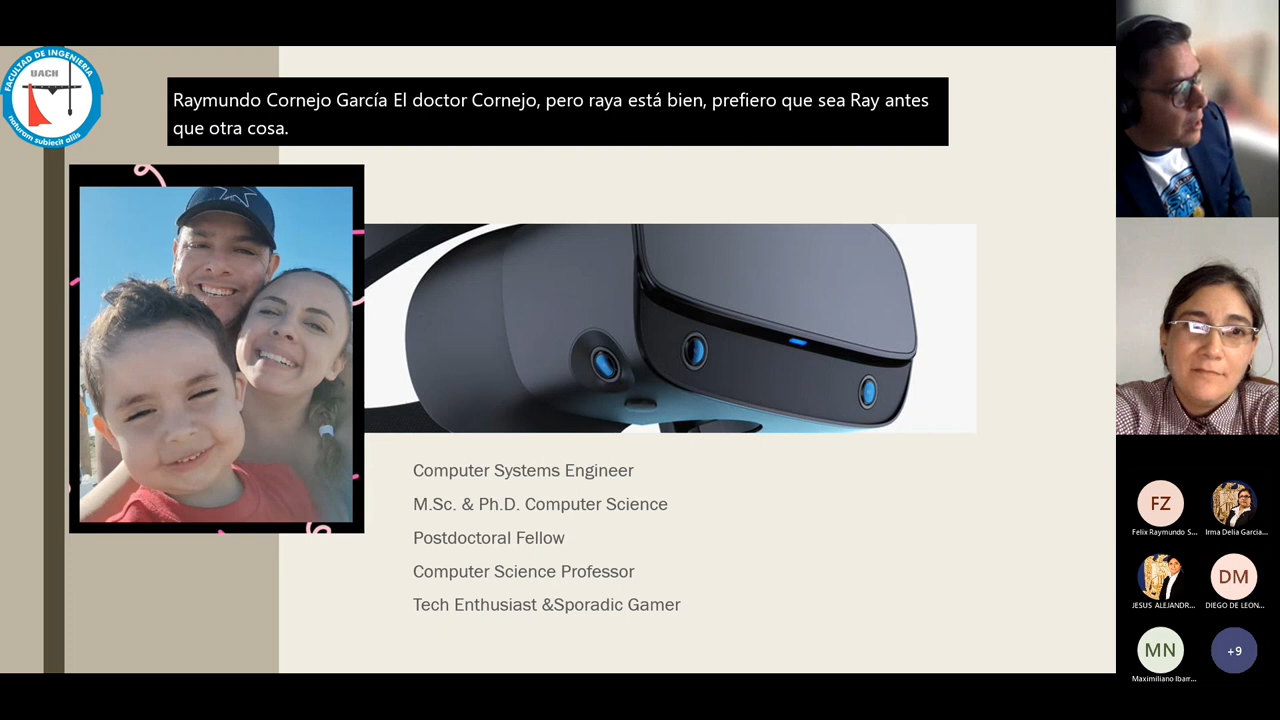 FACULTAD DE INGENIERIA
UACH
naturam subiecit aliis
Raymundo Cornejo García El doctor Cornejo, pero raya está bien, prefiero que sea Ray antes
que otra cosa.
Computer Systems Engineer
M.Sc. & Ph.D. Computer Science
Postdoctoral Fellow
Computer Science Professor
Tech Enthusiast &Sporadic Gamer
FZ
Felix Raymundo S...
Irma Delia Garcia...
JESUS ALEJANDR...
DM
DIEGO DE LEON...
MN
Maximiliano Ibarr...
+9